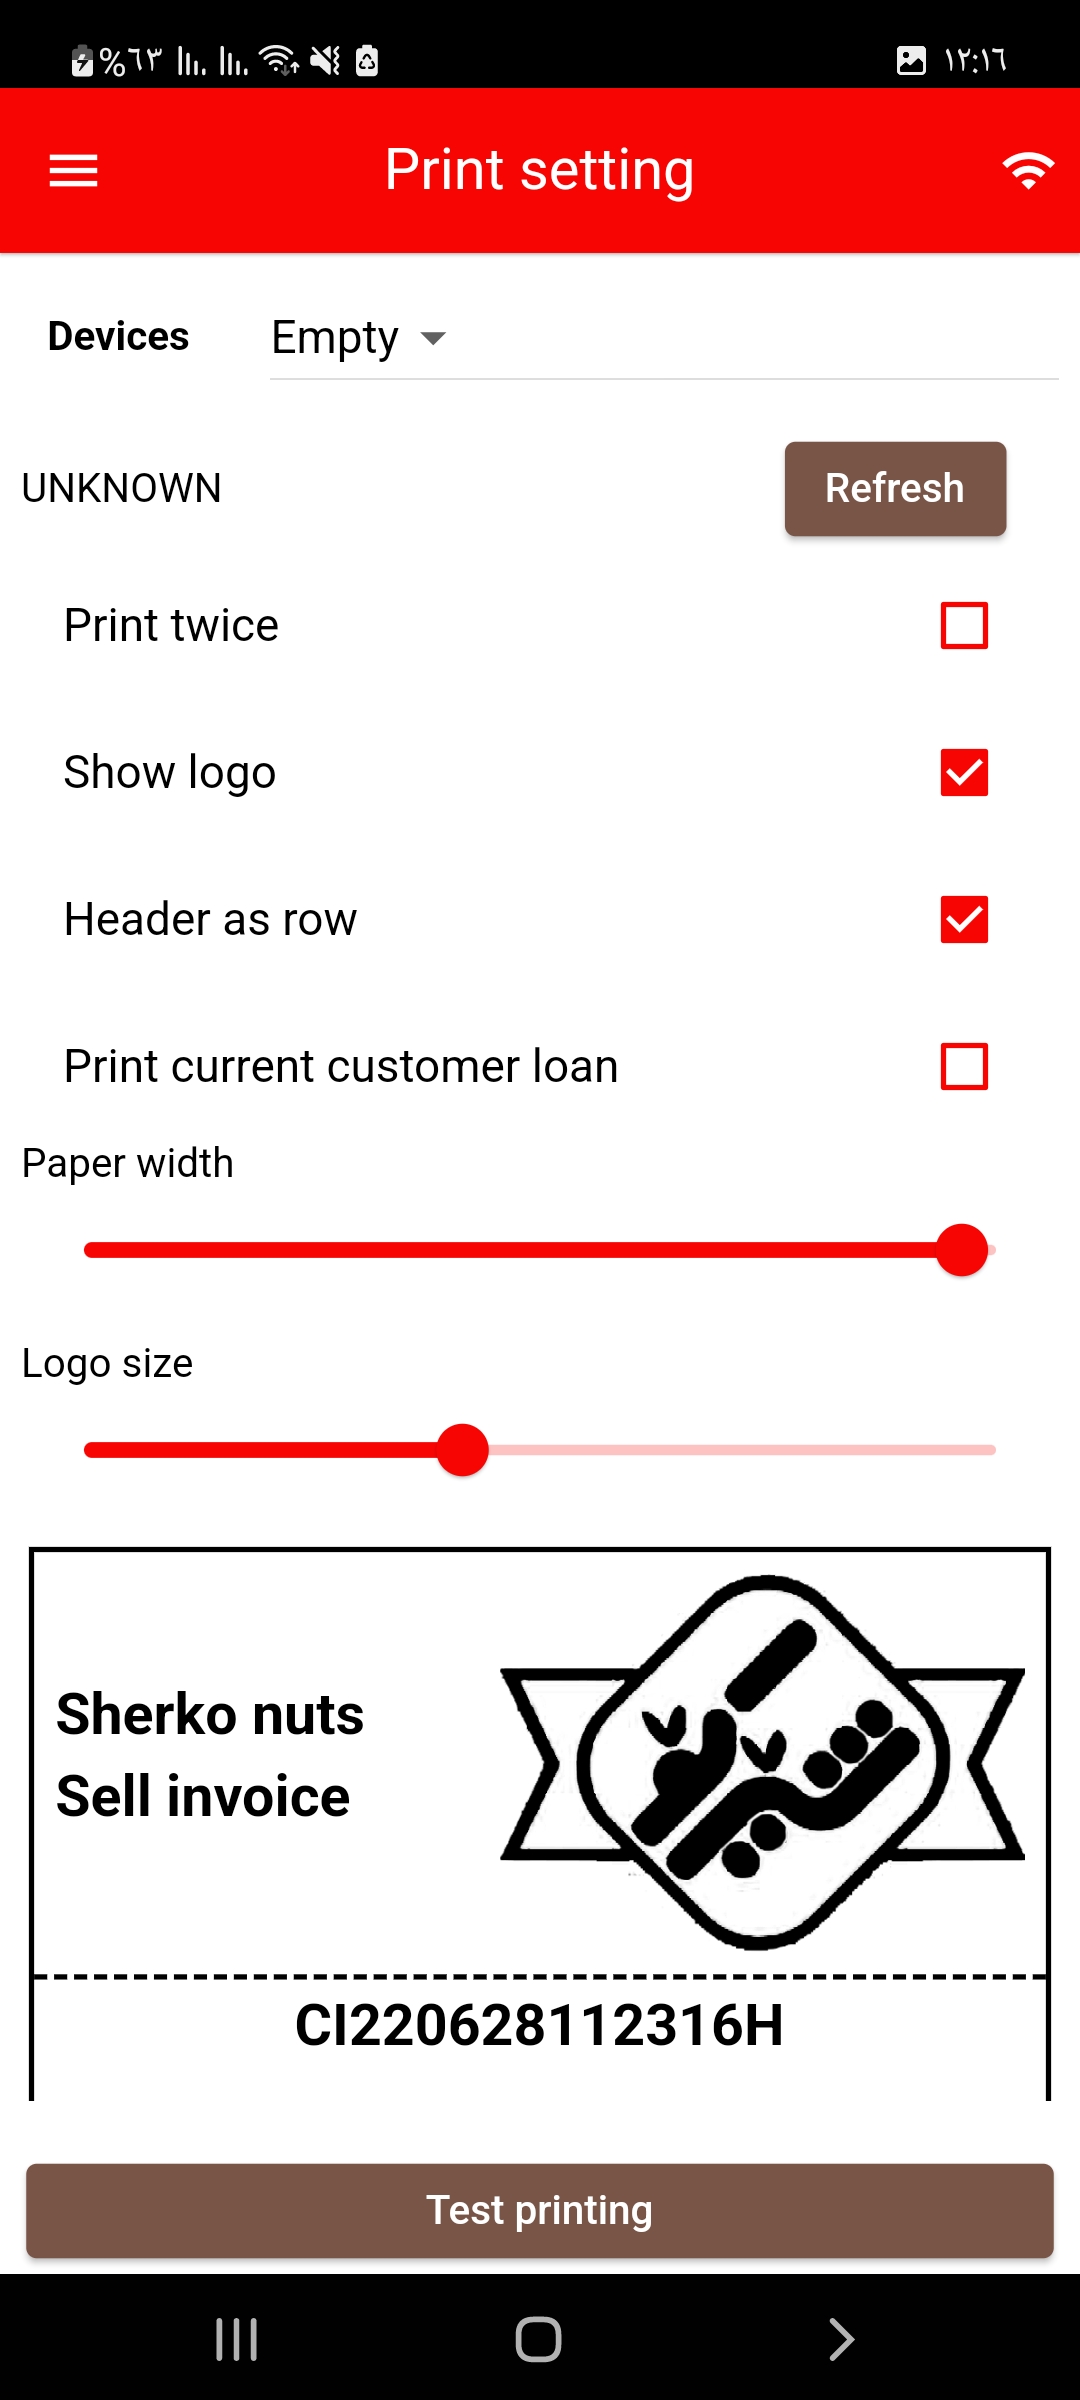 %٦٣ ١٢:١٦
Print setting
Devices Empty
UNKNOWN Refresh
Print twice
Show logo
Header as row
Print current customer loan
Paper width
Logo size
Sherko nuts
Sell invoice
CI220628112316H
Test printing